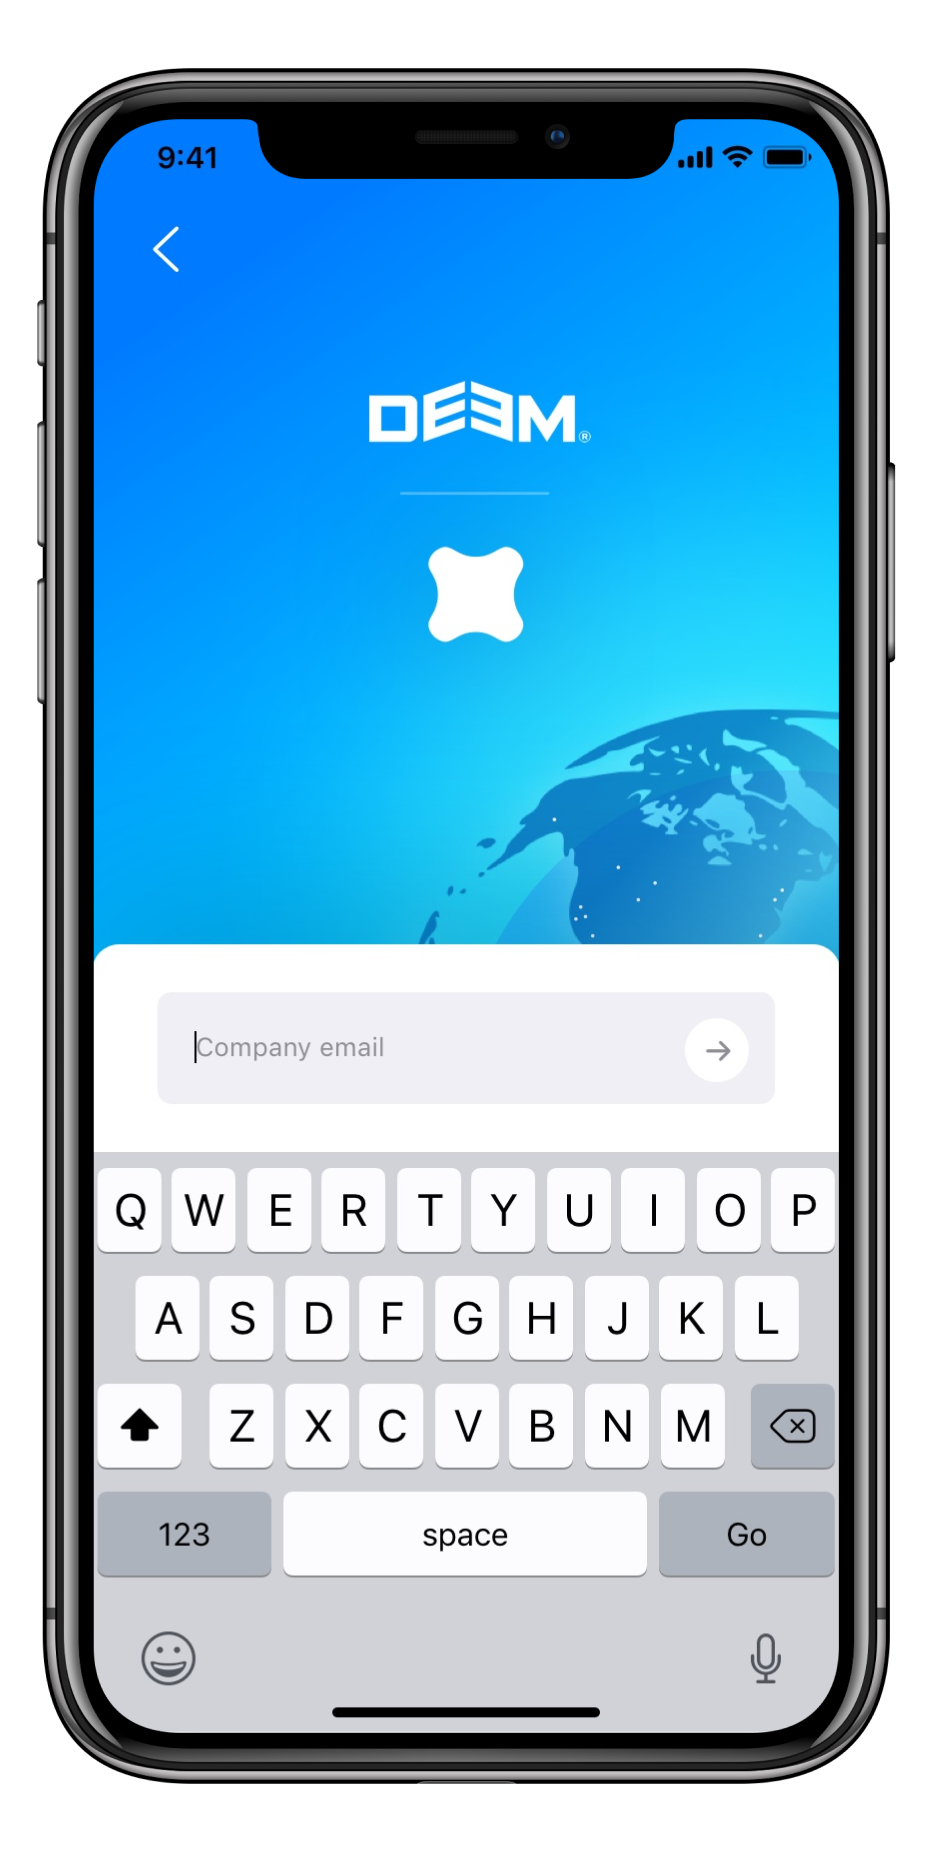 9:41
DEEM®
Company email
Q W E R T Y U I O P
A S D F G H J K L
Z X C V B N M
123 space Go